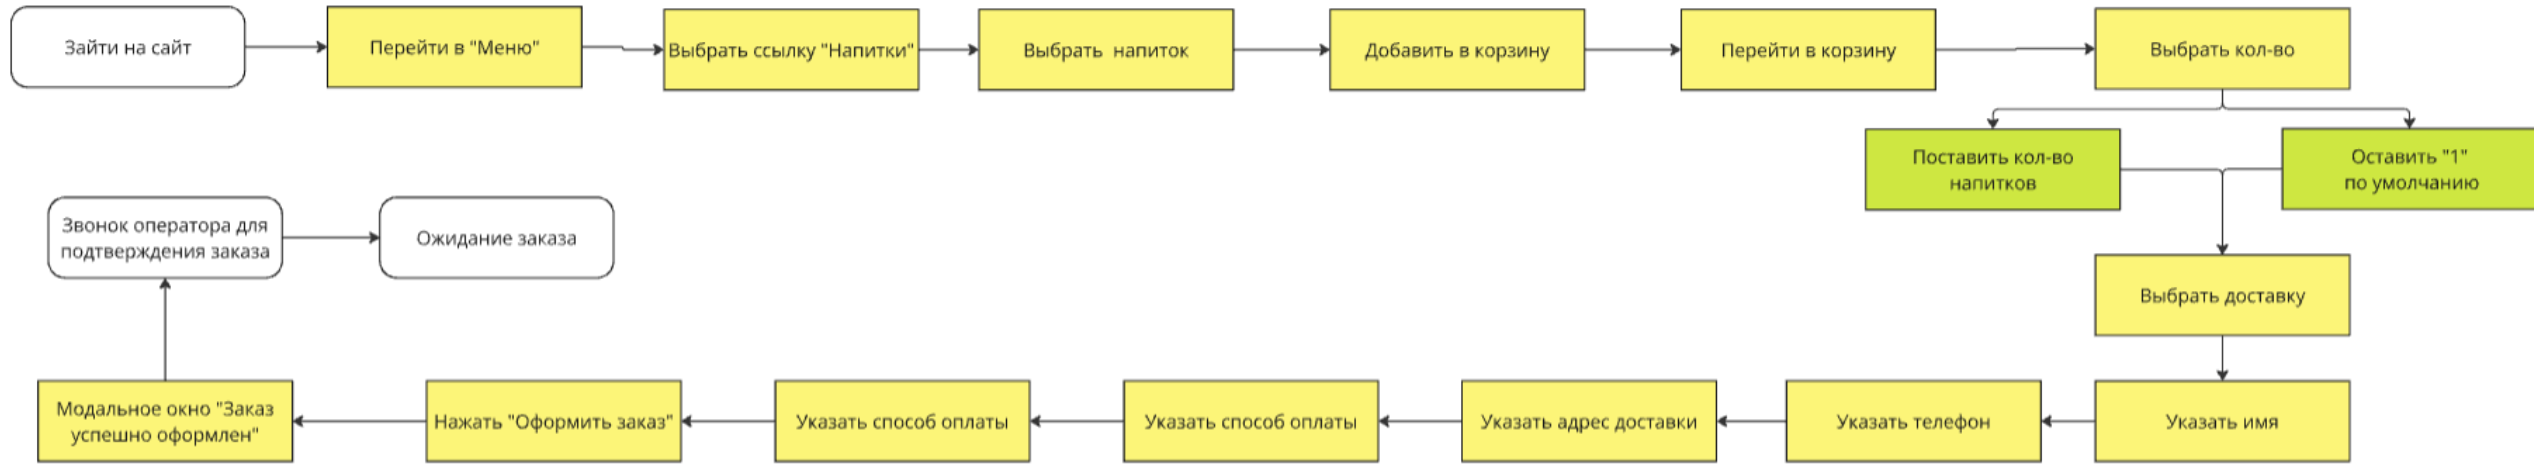 Зайти на сайт
Перейти в "Меню"
Выбрать ссылку "Напитки"
Выбрать напиток
Добавить в корзину
Перейти в корзину
Выбрать кол-во
Поставить кол-во
напитков
Оставить "1"
по умолчанию
Выбрать доставку
Указать имя
Указать телефон
Указать адрес доставки
Указать способ оплаты
Указать способ оплаты
Нажать "Оформить заказ"
Модальное окно "Заказ
успешно оформлен"
Звонок оператора для
подтверждения заказа
Ожидание заказа